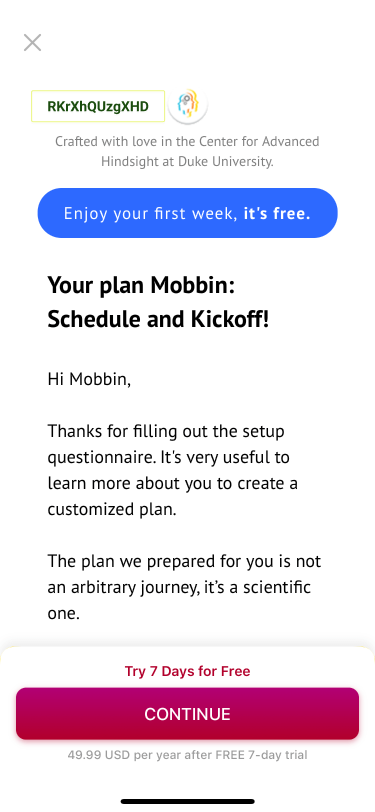 RKrXhQUzgXHD
Crafted with love in the Center for Advanced
Hindsight at Duke University.
Enjoy your first week, it's free.
Your plan Mobbin:
Schedule and Kickoff!
Hi Mobbin,
Thanks for filling out the setup
questionnaire. It's very useful to
learn more about you to create a
customized plan.
The plan we prepared for you is not
an arbitrary journey, it’s a scientific
one.
Try 7 Days for Free
CONTINUE
49.99 USD per year after FREE 7-day trial